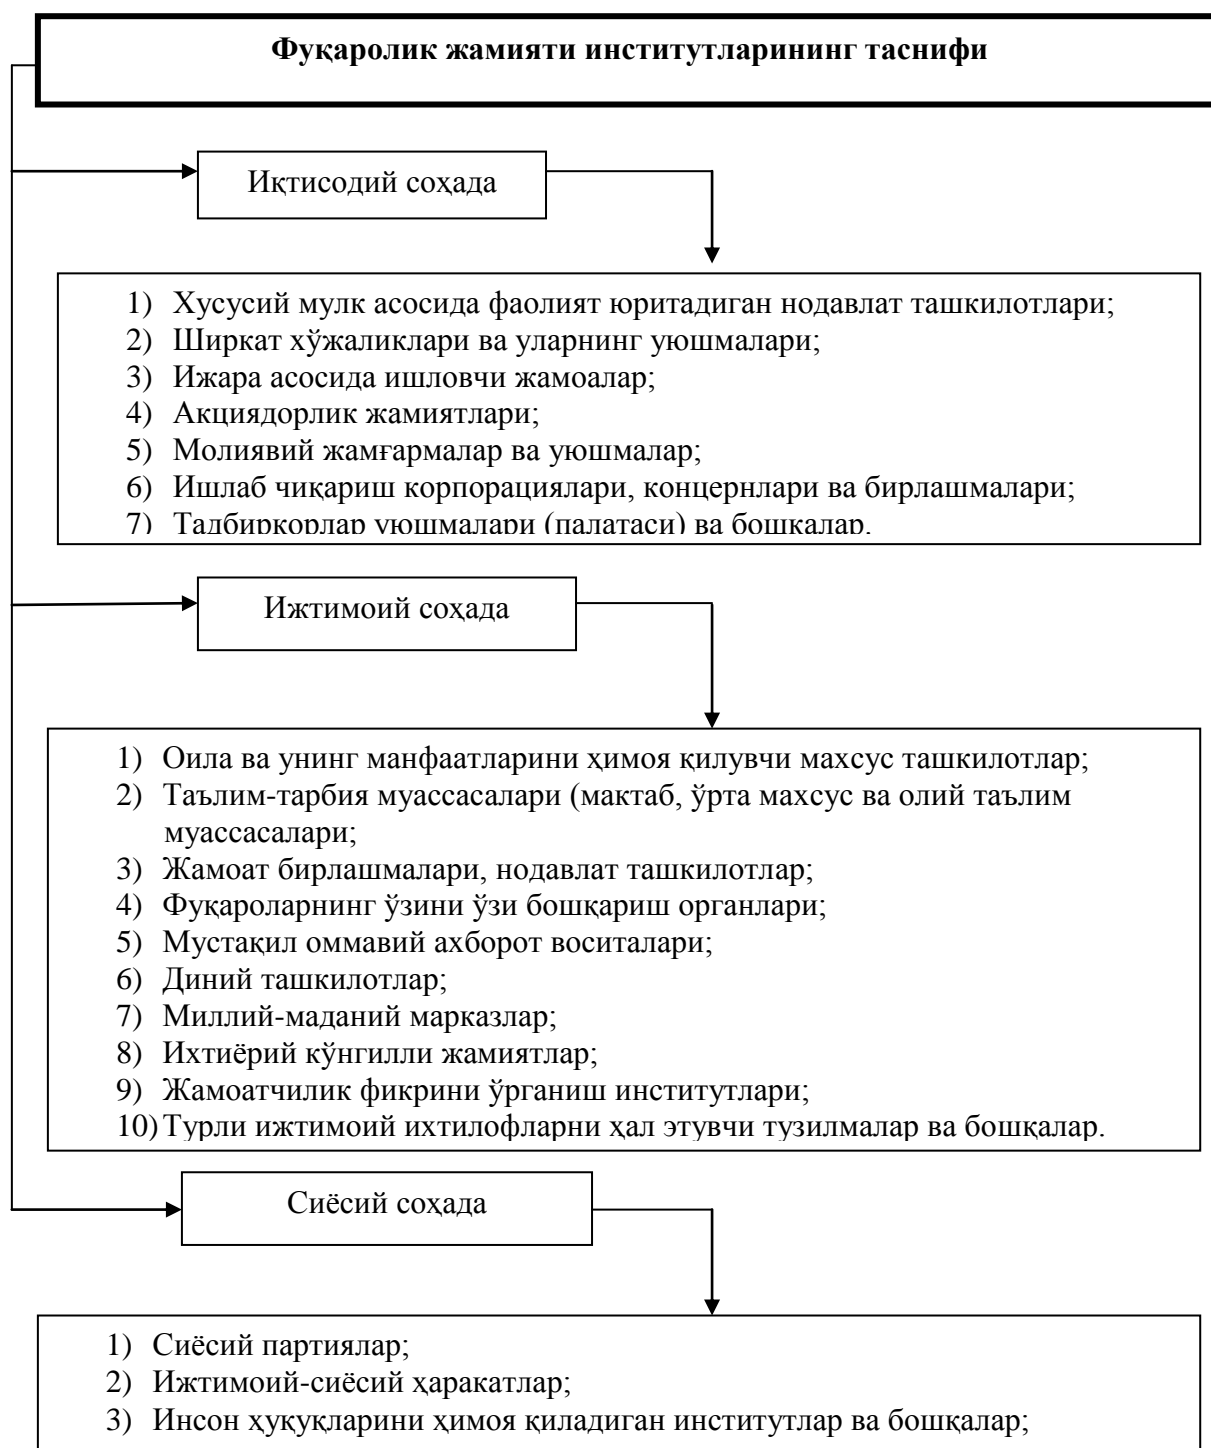 Фуқаролик жамияти институтларининг таснифи
Иқтисодий соҳада
1) Хусусий мулк асосида фаолият юритадиган нодавлат ташкилотлари;
2) Ширкат хўжаликлари ва уларнинг уюшмалари;
3) Ижара асосида ишловчи жамоалар;
4) Акциядорлик жамиятлари;
5) Молиявий жамғармалар ва уюшмалар;
6) Ишлаб чиқариш корпорациялари, концернлари ва бирлашмалари;
7) Тадбиркорлар уюшмалари (палатаси) ва бошқалар.
Ижтимоий соҳада
1) Оила ва унинг манфаатларини ҳимоя қилувчи махсус ташкилотлар;
2) Таълим-тарбия муассасалари (мактаб, ўрта махсус ва олий таълим
муассасалари;
3) Жамоат бирлашмалари, нодавлат ташкилотлар;
4) Фуқароларнинг ўзини ўзи бошқариш органлари;
5) Мустақил оммавий ахборот воситалари;
6) Диний ташкилотлар;
7) Миллий-маданий марказлар;
8) Ихтиёрий кўнгилли жамиятлар;
9) Жамоатчилик фикрини ўрганиш институтлари;
10) Турли ижтимоий ихтилофларни ҳал этувчи тузилмалар ва бошқалар.
Сиёсий соҳада
1) Сиёсий партиялар;
2) Ижтимоий-сиёсий ҳаракатлар;
3) Инсон ҳуқуқларини ҳимоя қиладиган институтлар ва бошқалар;